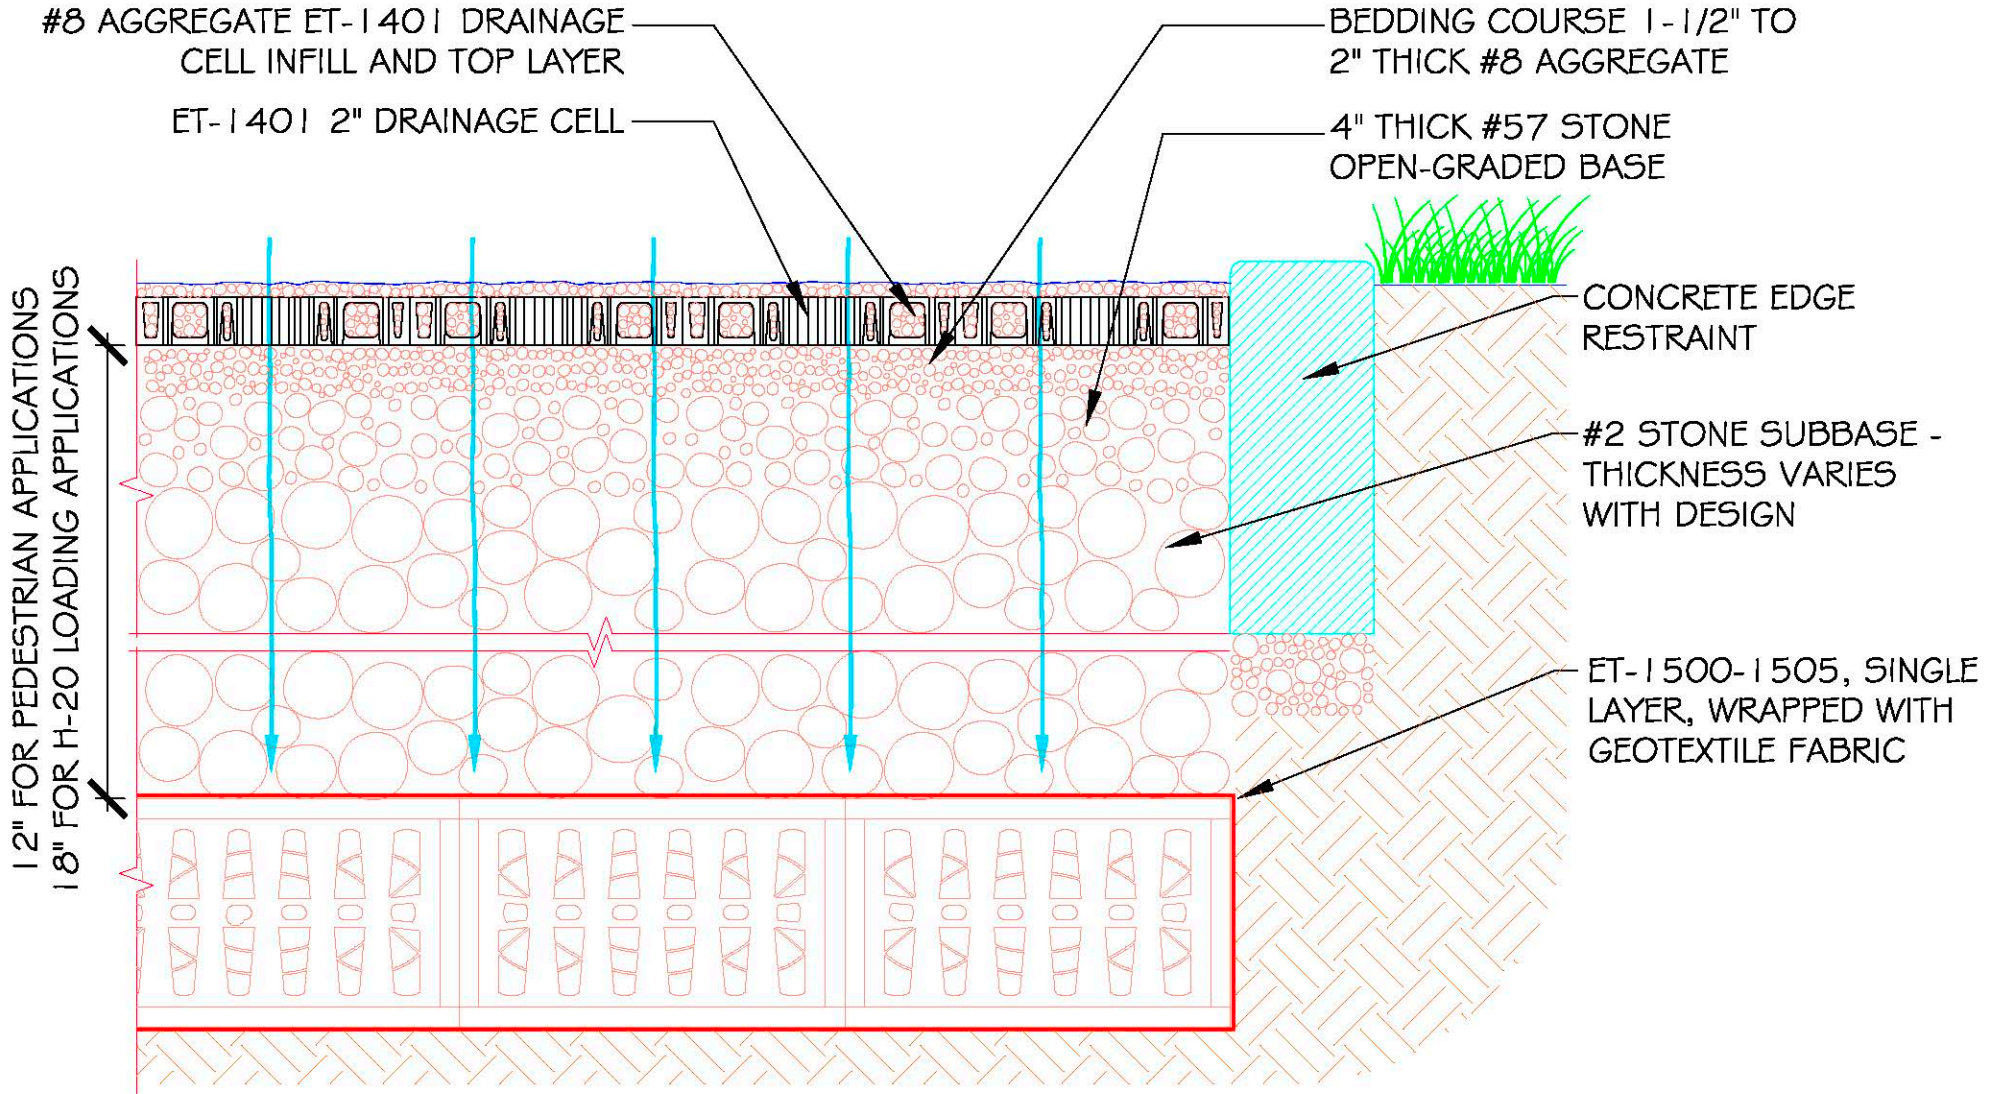 #8 AGGREGATE ET-1401 DRAINAGE
CELL INFILL AND TOP LAYER
ET-1401 2" DRAINAGE CELL
BEDDING COURSE 1-1/2" TO
2" THICK #8 AGGREGATE
4" THICK #57 STONE
OPEN-GRADED BASE
CONCRETE EDGE
RESTRAINT
#2 STONE SUBBASE -
THICKNESS VARIES
WITH DESIGN
ET-1500-1505, SINGLE
LAYER, WRAPPED WITH
GEOTEXTILE FABRIC
12" FOR PEDESTRIAN APPLICATIONS
18" FOR H-20 LOADING APPLICATIONS